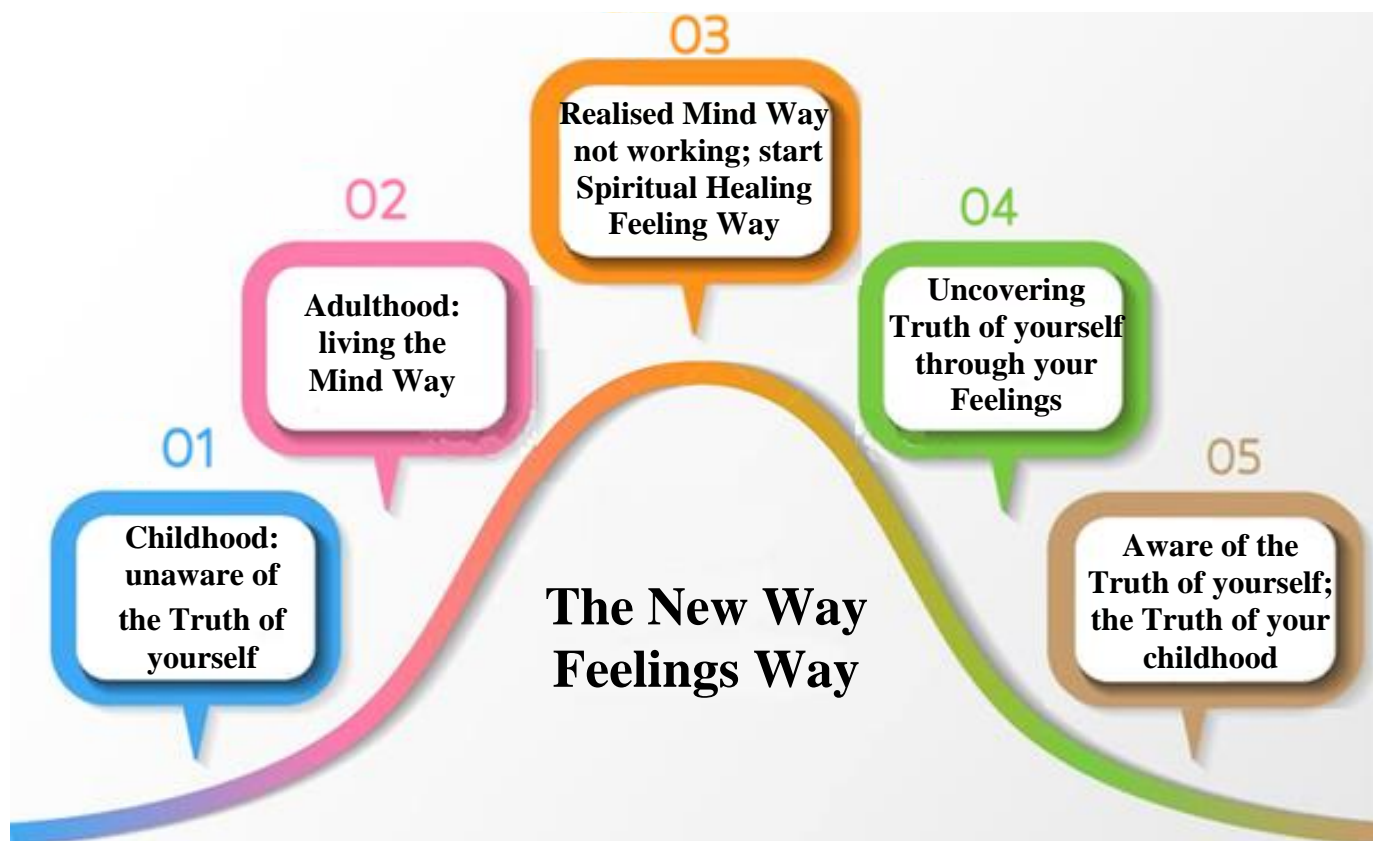 01
Childhood:
unaware of
the Truth of
yourself
02
Adulthood:
living the
Mind Way
03
Realised Mind Way
not working; start
Spiritual Healing
Feeling Way
04
Uncovering
Truth of yourself
through your
Feelings
05
Aware of the
Truth of yourself;
the Truth of your
childhood
The New Way
Feelings Way